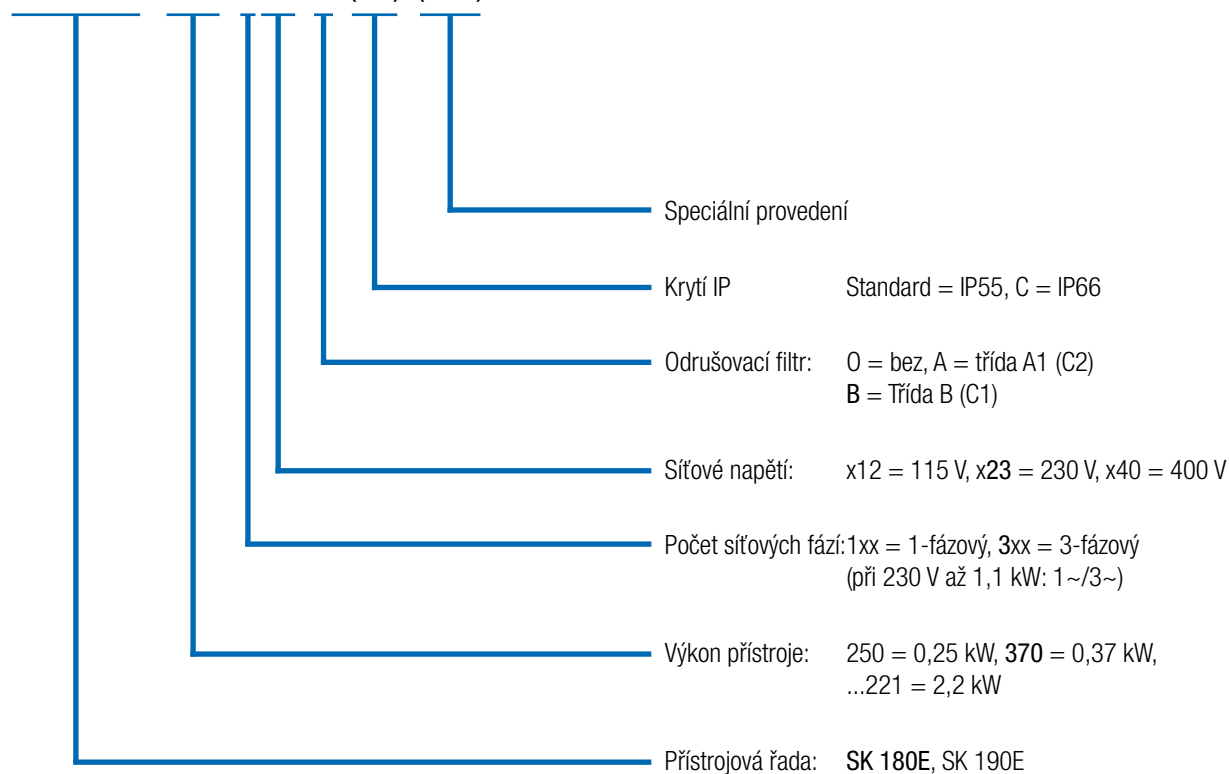 Speciální provedení
Krytí IP Standard = IP55, C = IP66
Odrušovací filtr: O = bez, A = třída A1 (C2)
B = Třída B (C1)
Síťové napětí: x12 = 115 V, x23 = 230 V, x40 = 400 V
Počet síťových fází: 1xx = 1-fázový, 3xx = 3-fázový
(při 230 V až 1,1 kW: 1~/3~)
Výkon přístroje: 250 = 0,25 kW, 370 = 0,37 kW,
...221 = 2,2 kW
Přístrojová řada: SK 180E, SK 190E